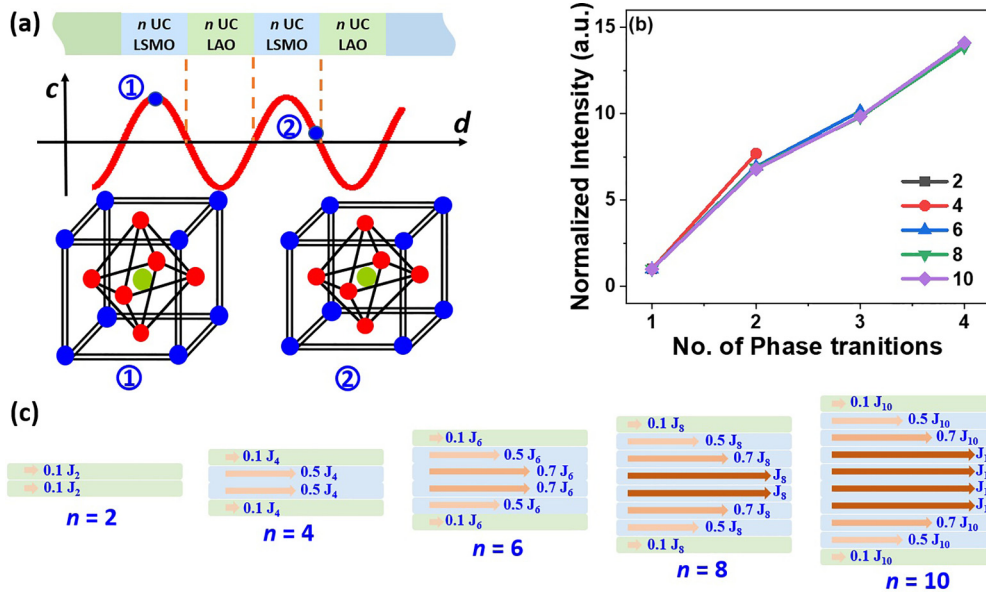 (a)
n UC n UC n UC n UC
LSMO LAO LSMO LAO
c
①
②
d
①
②
(b)
Normalized Intensity (a.u.)
15
10
5
0
2
4
6
8
10
1 2 3 4
No. of Phase tranitions
(c)
0.1 J2
0.1 J2
n = 2
0.1 J4
0.5 J4
0.5 J4
0.1 J4
n = 4
0.1 J6
0.5 J6
0.7 J6
0.7 J6
0.5 J6
0.1 J6
n = 6
0.1 J8
0.5 J8
0.7 J8
J8
J8
0.7 J8
0.5 J8
0.1 J8
n = 8
0.1 J10
0.5 J10
0.7 J10
0.7 J10
0.5 J10
0.1 J10
n = 10